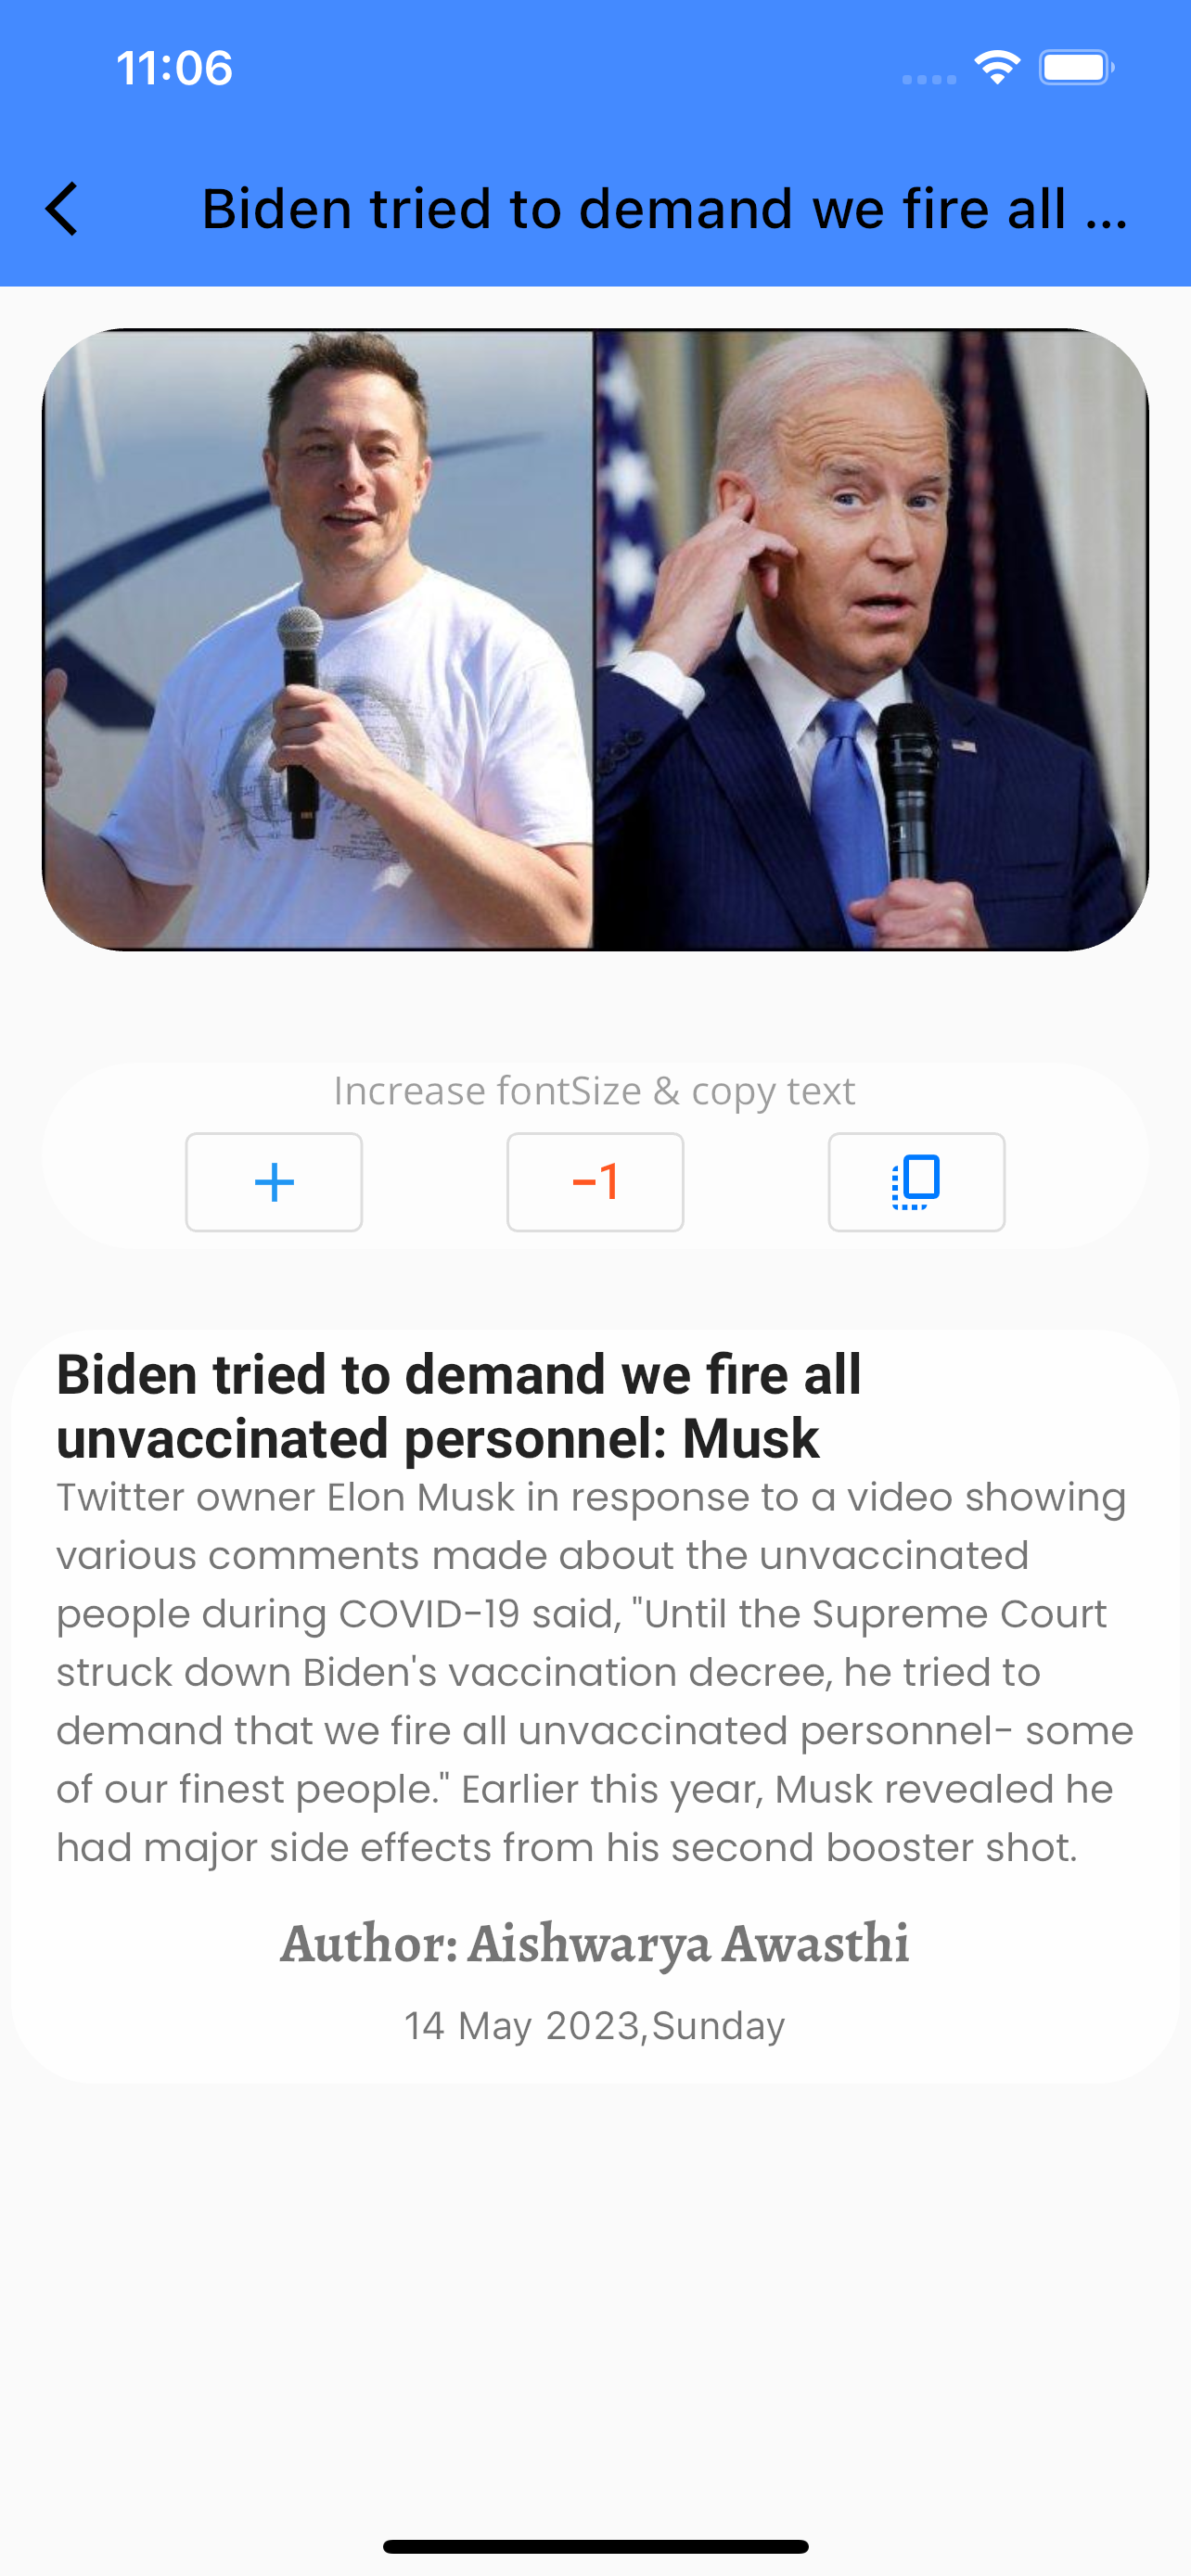 11:06
Biden tried to demand we fire all ...
Increase fontSize & copy text
-1
Biden tried to demand we fire all
unvaccinated personnel: Musk
Twitter owner Elon Musk in response to a video showing
various comments made about the unvaccinated
people during COVID-19 said, "Until the Supreme Court
struck down Biden's vaccination decree, he tried to
demand that we fire all unvaccinated personnel- some
of our finest people." Earlier this year, Musk revealed he
had major side effects from his second booster shot.
Author: Aishwarya Awasthi
14 May 2023,Sunday